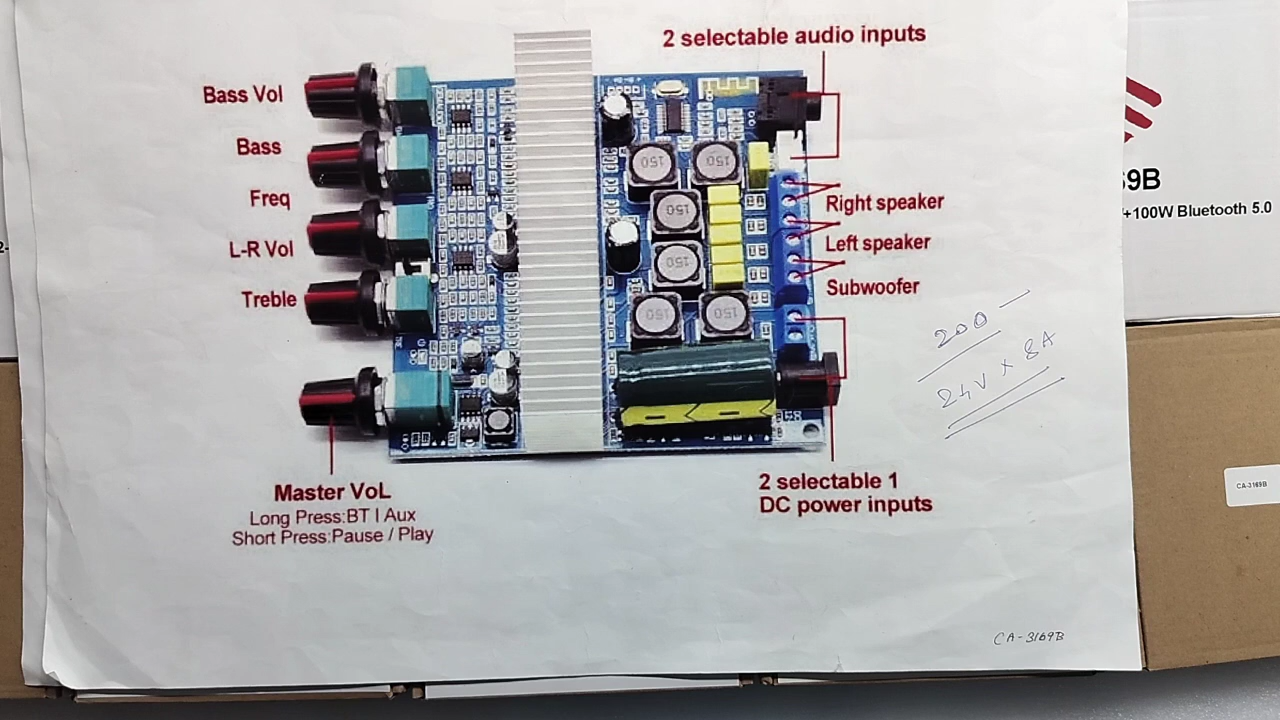 2 selectable audio inputs
Bass Vol
Bass
Freq
L-R Vol
Treble
150
150
150
150
150
150
Right speaker
Left speaker
Subwoofer
Master VoL
Long Press:BT | Aux
Short Press:Pause / Play
2 selectable 1
DC power inputs
200
24V x 8A
CA-3169B
69B
+100W Bluetooth 5.0
CA-3169B